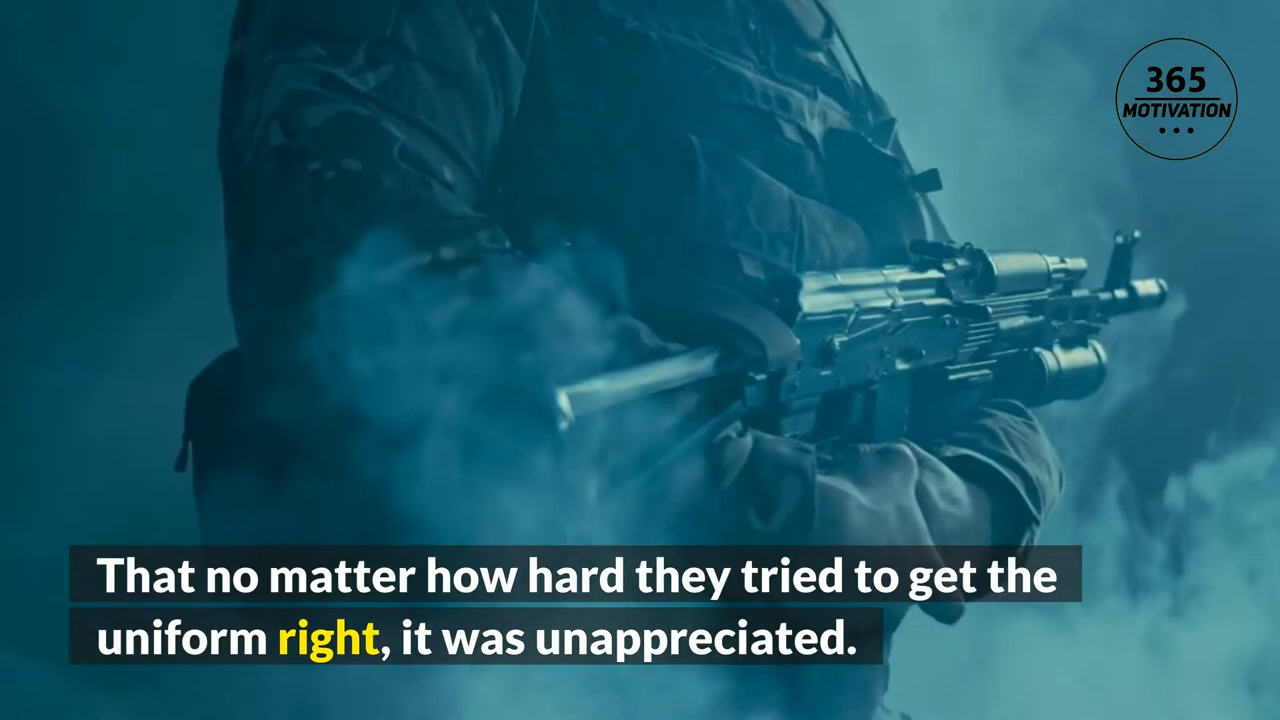 365
MOTIVATION
That no matter how hard they tried to get the
uniform right, it was unappreciated.